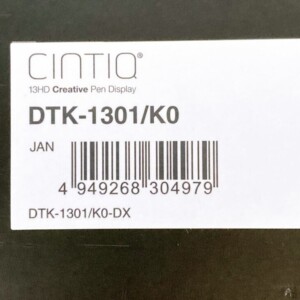 CINTIQ®
13HD Creative Pen Display
DTK-1301/K0
JAN
4 949268 304979
DTK-1301/K0-DX